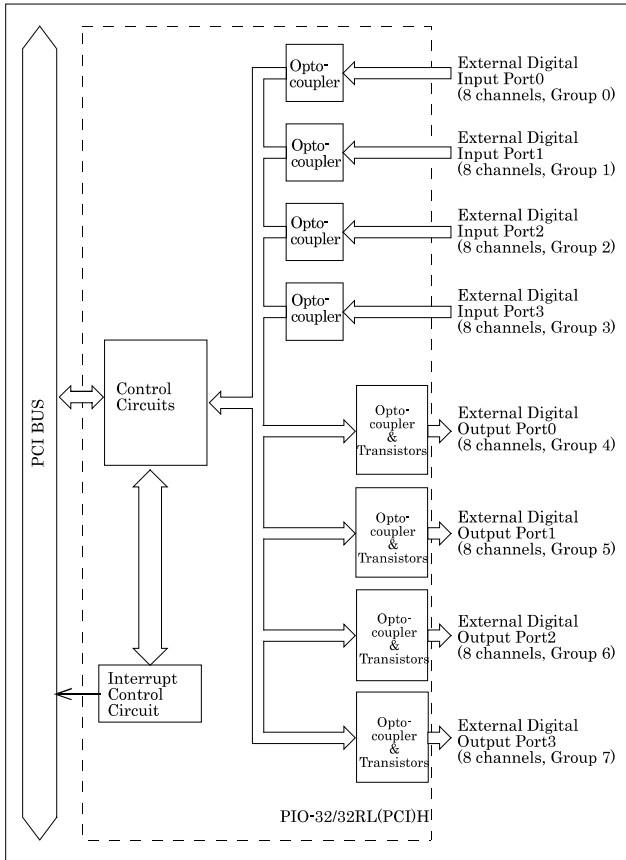 Opto-
coupler
External Digital
Input Port0
(8 channels, Group 0)
Opto-
coupler
External Digital
Input Port1
(8 channels, Group 1)
Opto-
coupler
External Digital
Input Port2
(8 channels, Group 2)
Opto-
coupler
External Digital
Input Port3
(8 channels, Group 3)
PCI BUS
Control
Circuits
Opto-
coupler
&
Transistors
External Digital
Output Port0
(8 channels, Group 4)
Opto-
coupler
&
Transistors
External Digital
Output Port1
(8 channels, Group 5)
Opto-
coupler
&
Transistors
External Digital
Output Port2
(8 channels, Group 6)
Interrupt
Control
Circuit
Opto-
coupler
&
Transistors
External Digital
Output Port3
(8 channels, Group 7)
PIO-32/32RL(PCI)H